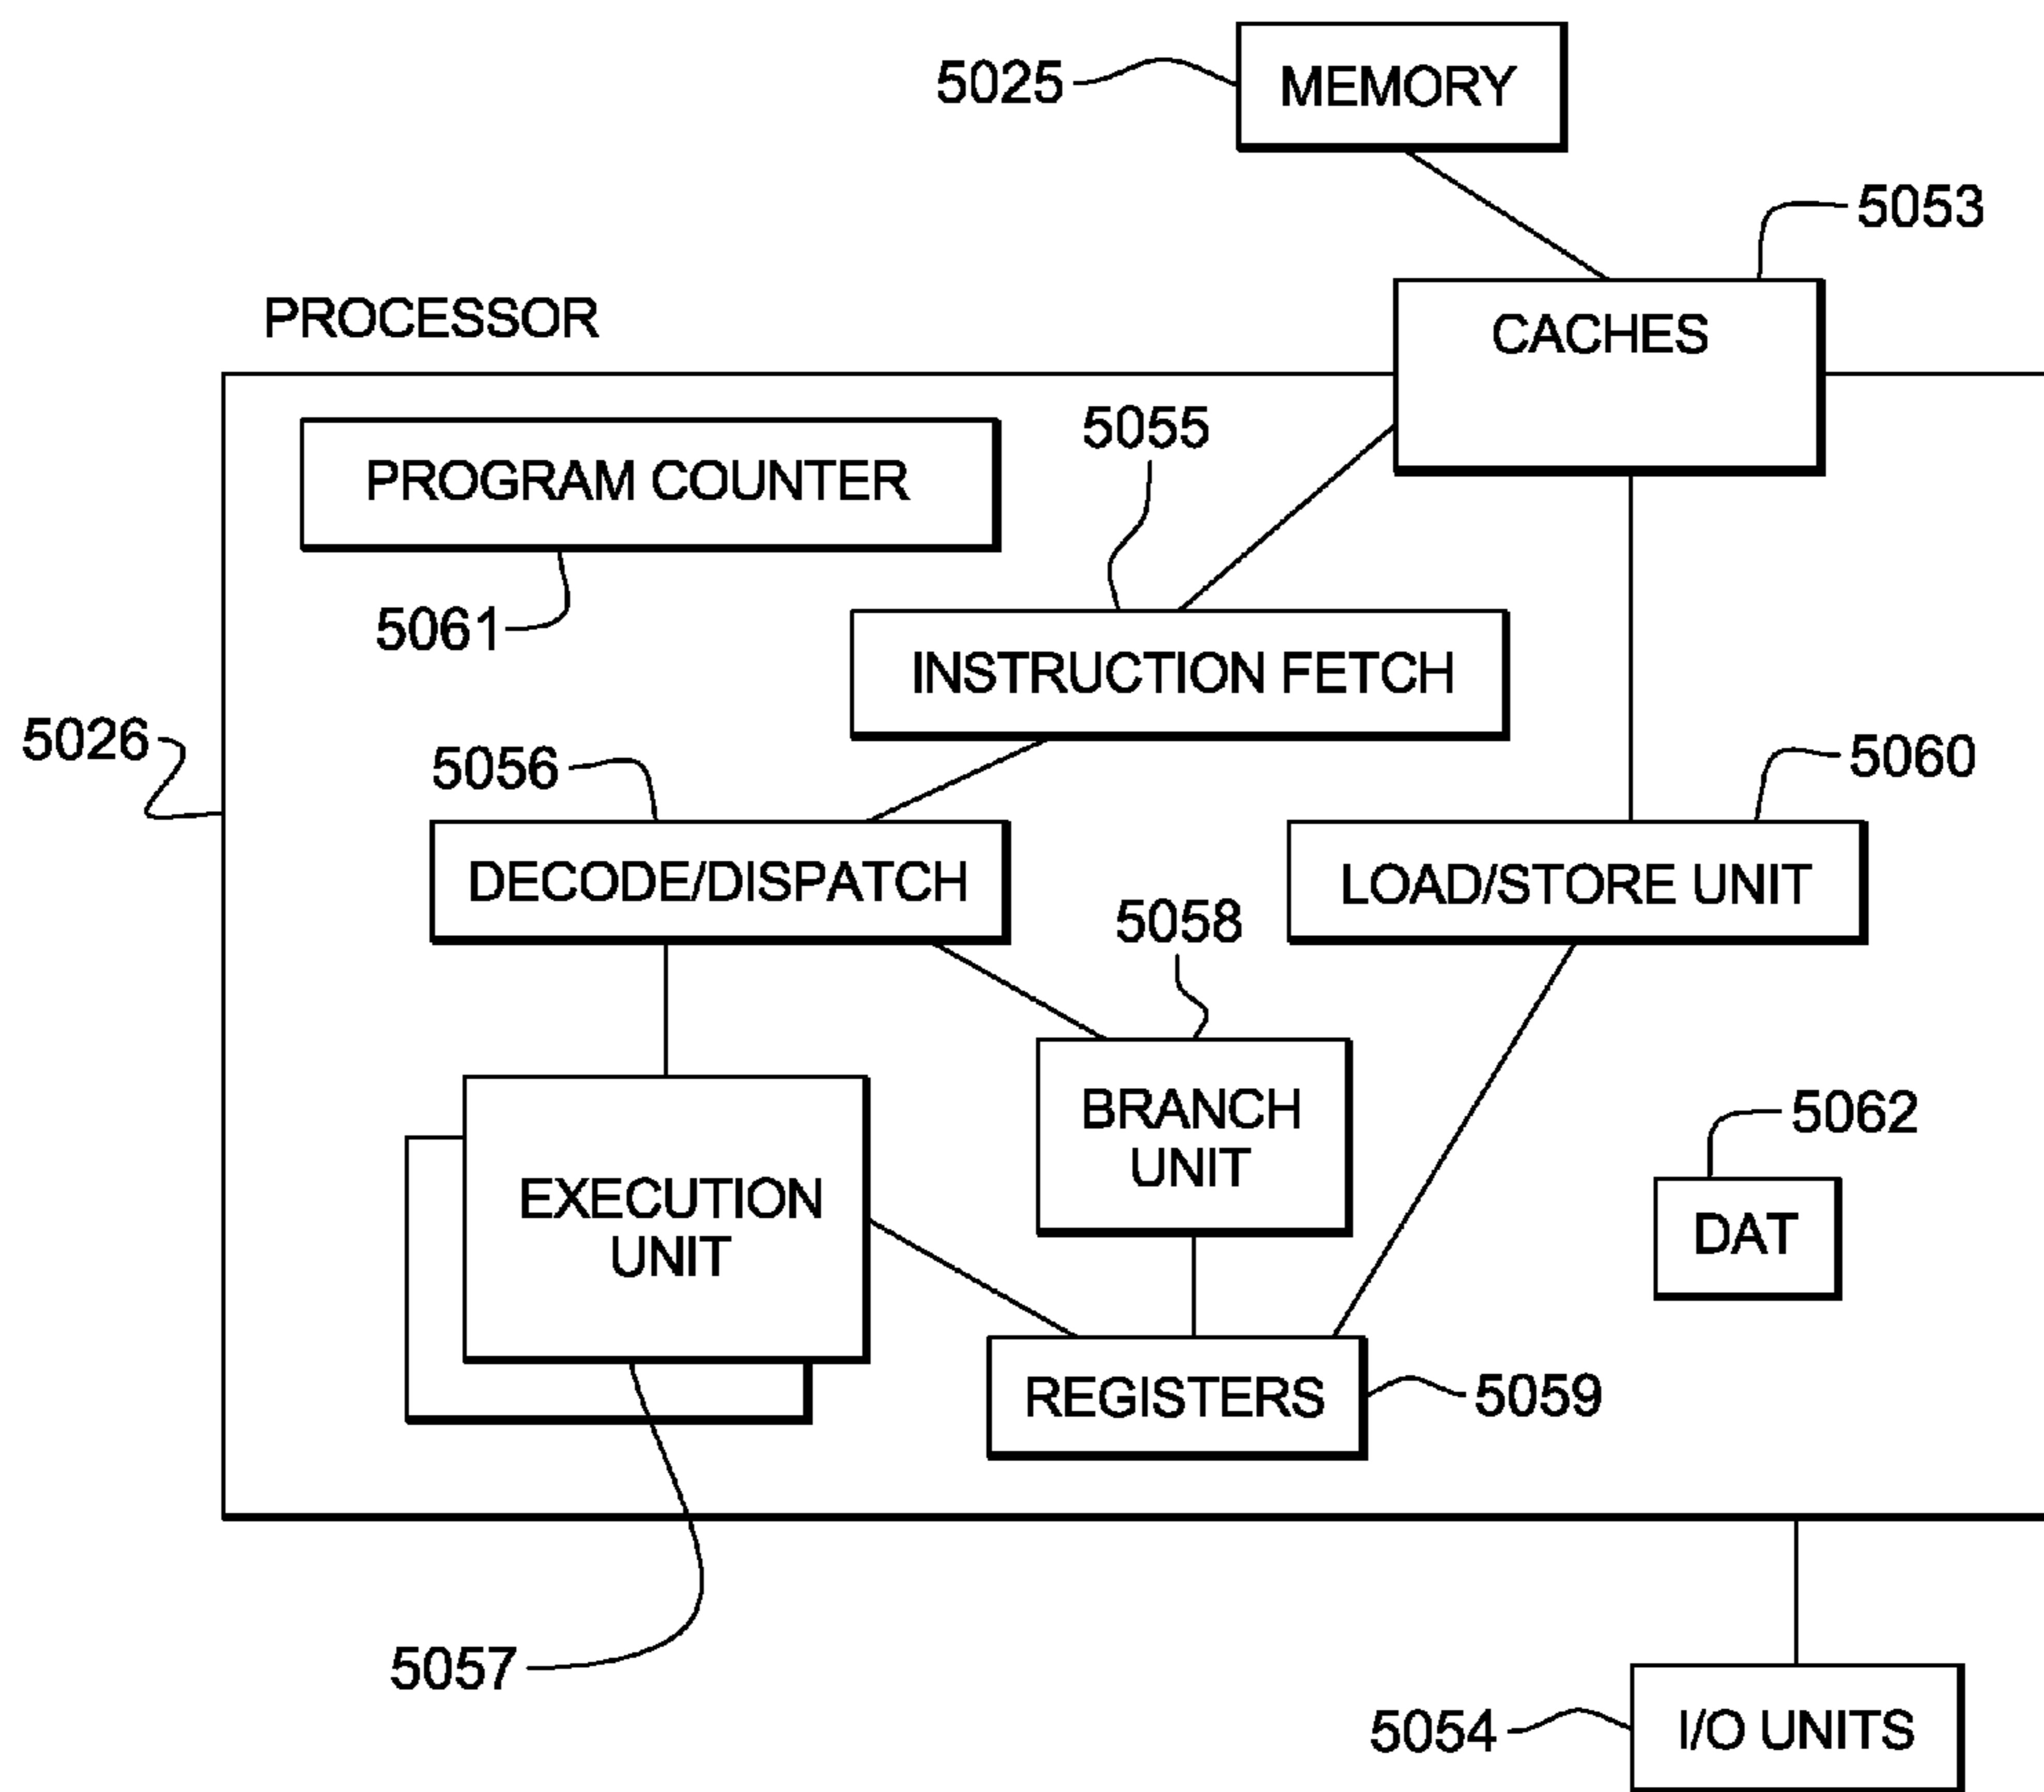 5025
MEMORY
5053
PROCESSOR
CACHES
5055
PROGRAM COUNTER
5061
INSTRUCTION FETCH
5026
5056
5060
DECODE/DISPATCH
LOAD/STORE UNIT
5058
BRANCH
UNIT
5062
EXECUTION
UNIT
DAT
REGISTERS
5059
5057
5054
I/O UNITS